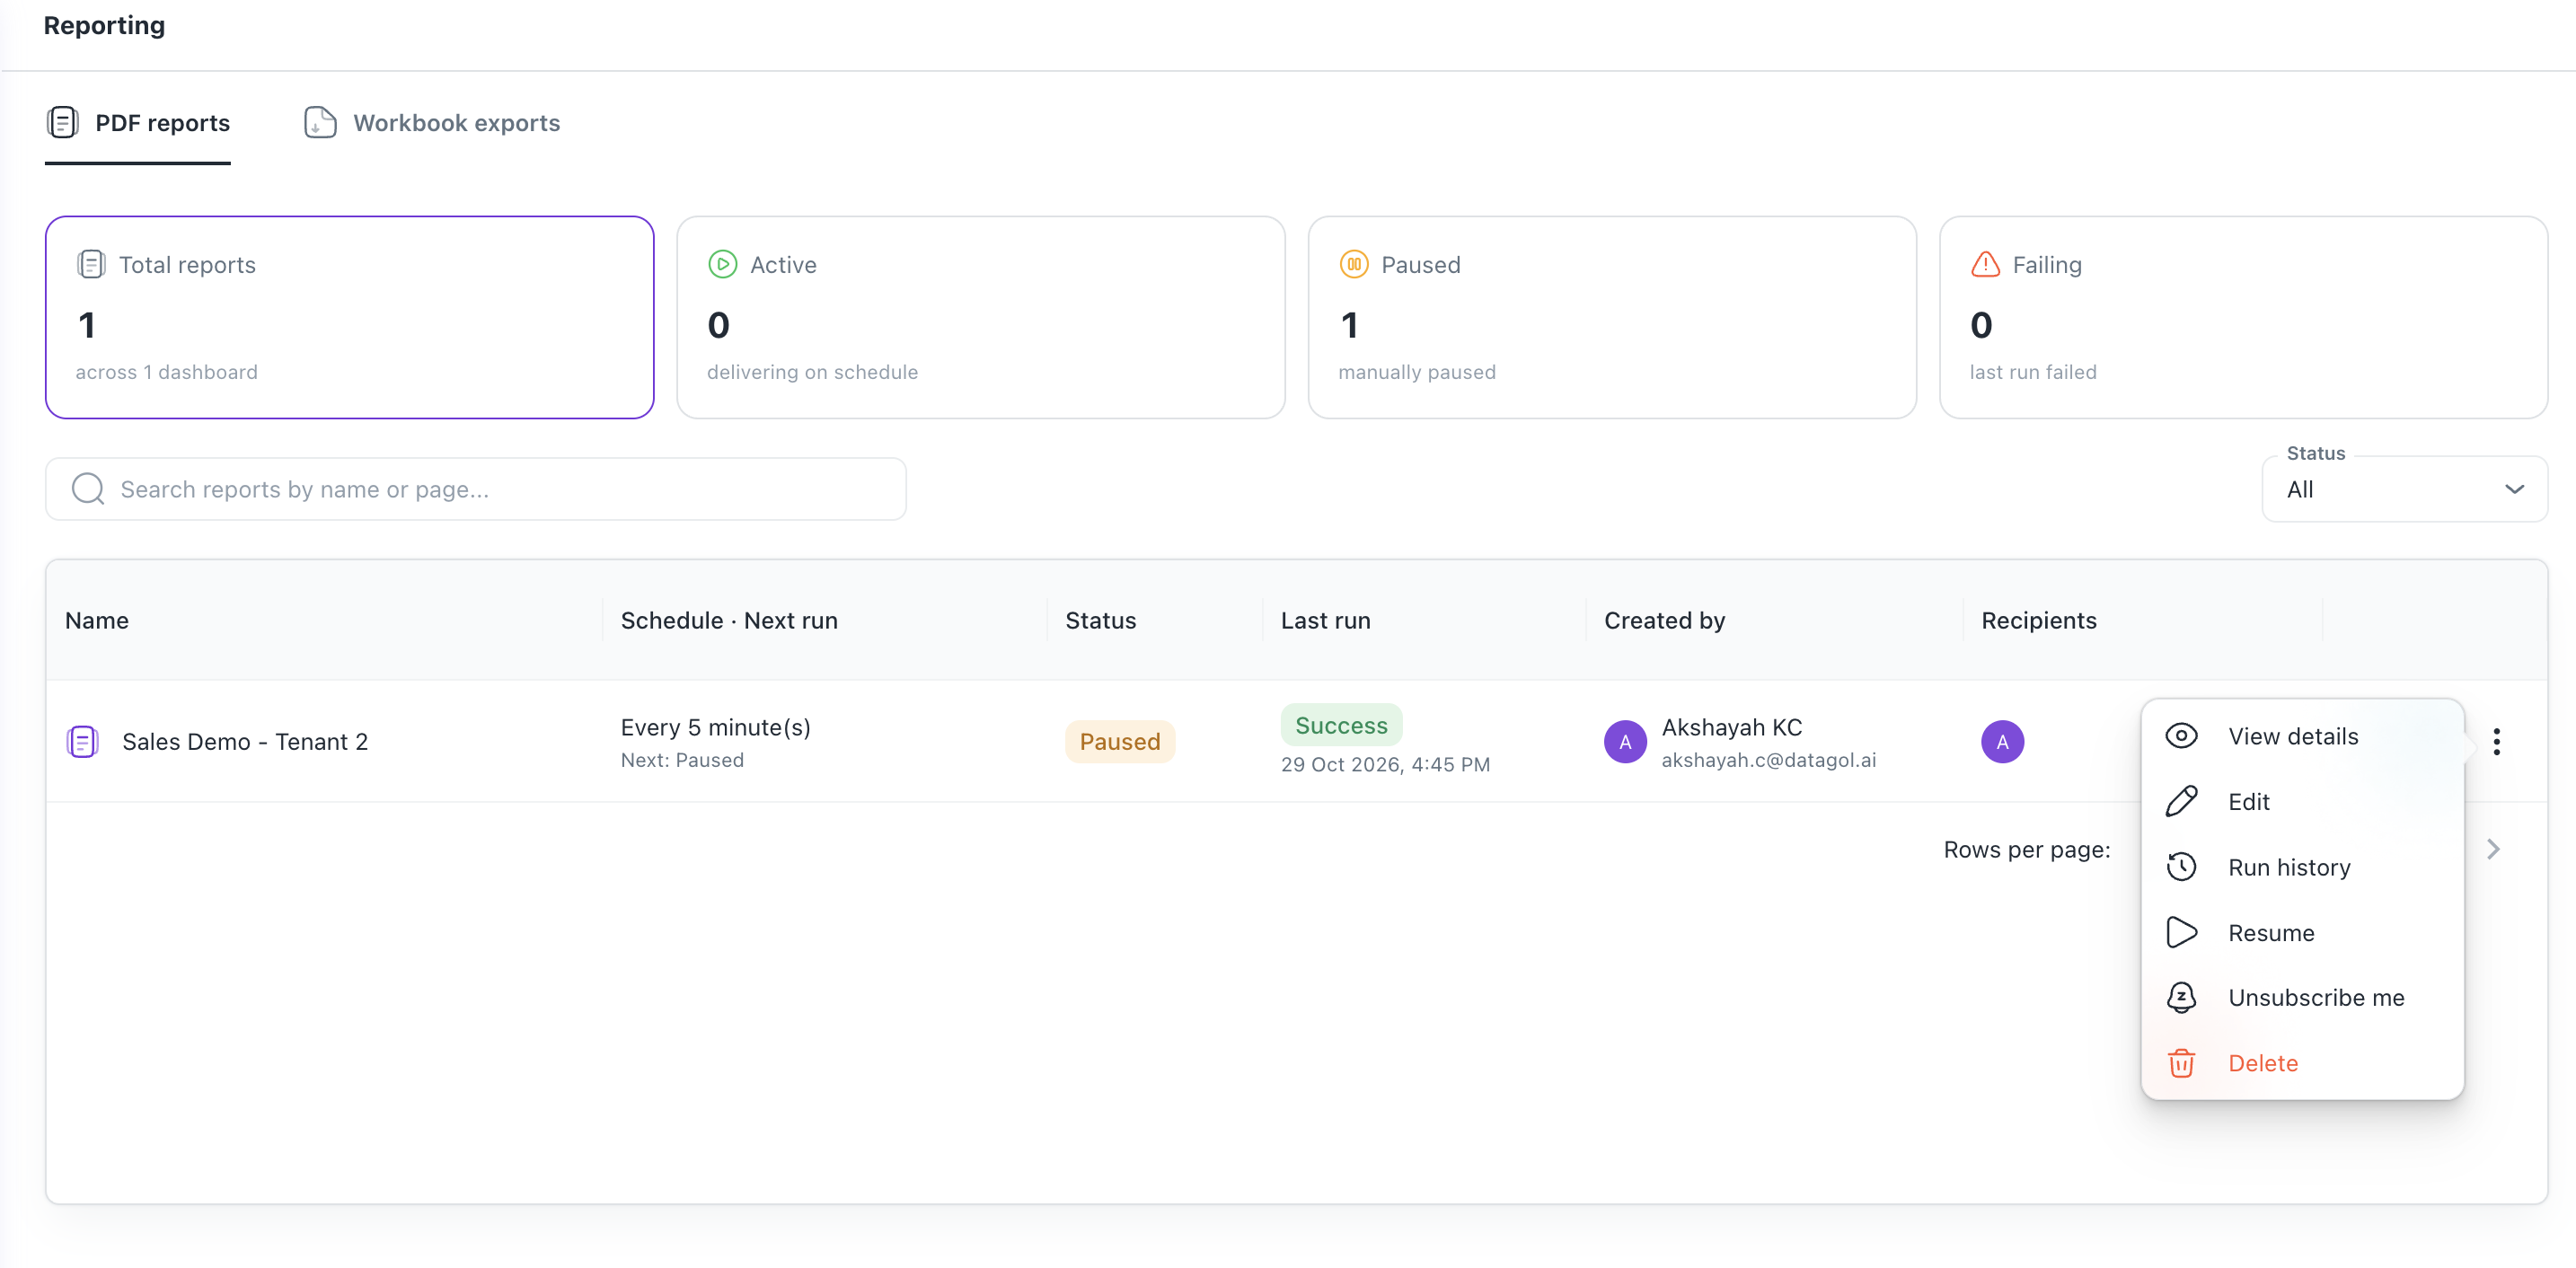 Reporting
PDF reports
Workbook exports
Total reports
1
across 1 dashboard
Active
0
delivering on schedule
Paused
1
manually paused
Failing
0
last run failed
Search reports by name or page...
Status
All
Name
Schedule · Next run
Status
Last run
Created by
Recipients
Sales Demo - Tenant 2
Every 5 minute(s)
Next: Paused
Paused
Success
29 Oct 2026, 4:45 PM
A
Akshayah KC
akshayah.c@datagol.ai
A
Rows per page:
View details
Edit
Run history
Resume
Unsubscribe me
Delete